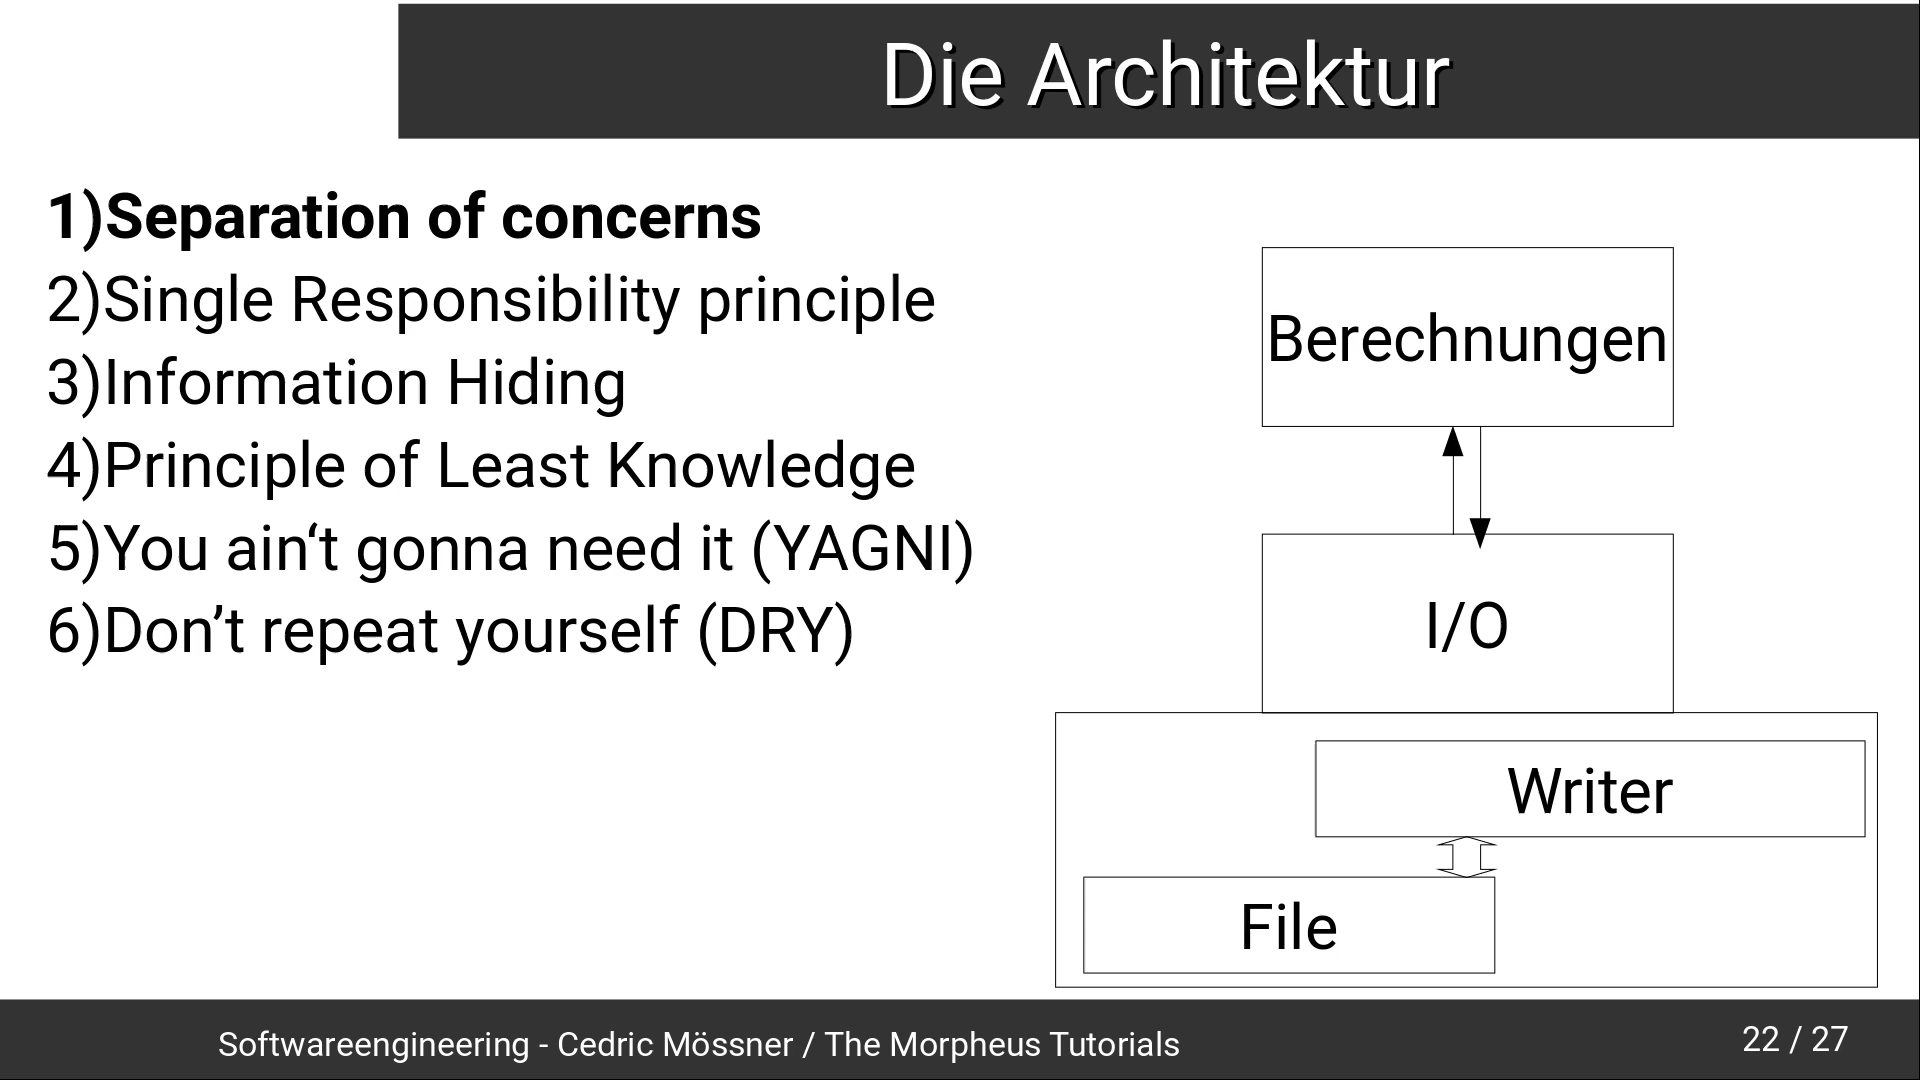 Die Architektur
1)Separation of concerns
2)Single Responsibility principle
3)Information Hiding
4)Principle of Least Knowledge
5)You ain‘t gonna need it (YAGNI)
6)Don’t repeat yourself (DRY)
Berechnungen
I/O
Writer
File
Softwareengineering - Cedric Mössner / The Morpheus Tutorials
22 / 27